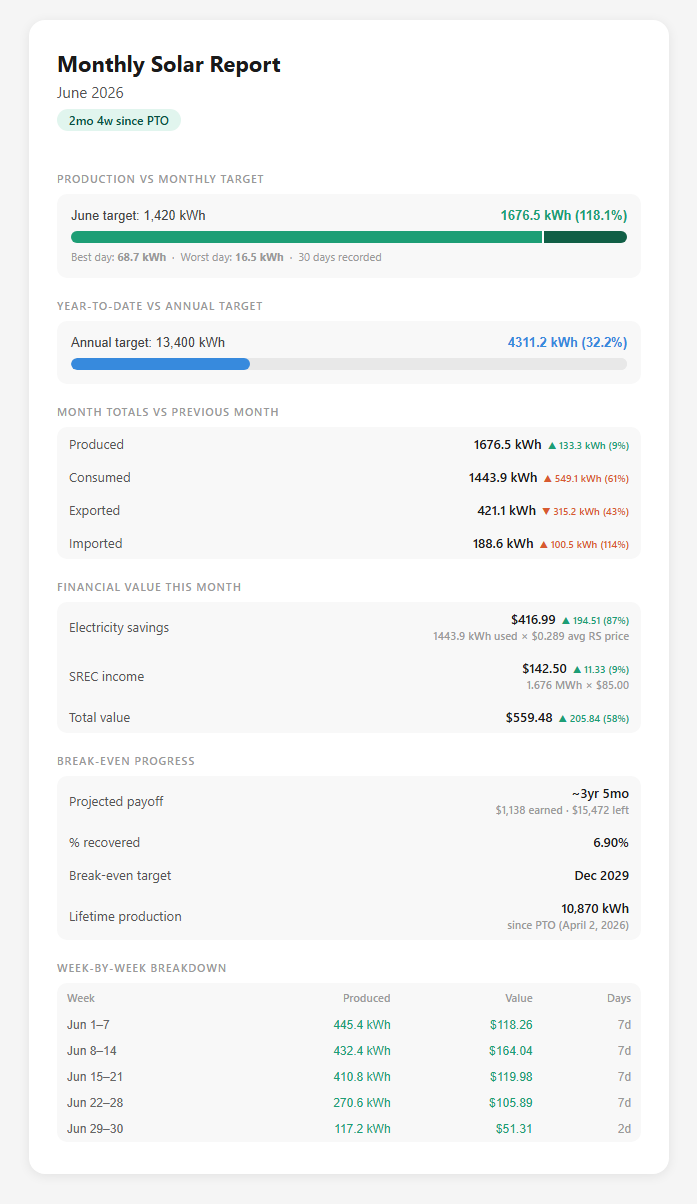 Monthly Solar Report
June 2026
2mo 4w since PTO
PRODUCTION VS MONTHLY TARGET
June target: 1,420 kWh 1676.5 kWh (118.1%)
Best day: 68.7 kWh · Worst day: 16.5 kWh · 30 days recorded
YEAR-TO-DATE VS ANNUAL TARGET
Annual target: 13,400 kWh 4311.2 kWh (32.2%)
MONTH TOTALS VS PREVIOUS MONTH
Produced 1676.5 kWh ▲ 133.3 kWh (9%)
Consumed 1443.9 kWh ▲ 549.1 kWh (61%)
Exported 421.1 kWh ▼ 315.2 kWh (43%)
Imported 188.6 kWh ▲ 100.5 kWh (114%)
FINANCIAL VALUE THIS MONTH
Electricity savings $416.99 ▲ 194.51 (87%)
1443.9 kWh used × $0.289 avg RS price
SREC income $142.50 ▲ 11.33 (9%)
1.676 MWh × $85.00
Total value $559.48 ▲ 205.84 (58%)
BREAK-EVEN PROGRESS
Projected payoff ~3yr 5mo
$1,138 earned · $15,472 left
% recovered 6.90%
Break-even target Dec 2029
Lifetime production 10,870 kWh
since PTO (April 2, 2026)
WEEK-BY-WEEK BREAKDOWN
Week Produced Value Days
Jun 1–7 445.4 kWh $118.26 7d
Jun 8–14 432.4 kWh $164.04 7d
Jun 15–21 410.8 kWh $119.98 7d
Jun 22–28 270.6 kWh $105.89 7d
Jun 29–30 117.2 kWh $51.31 2d